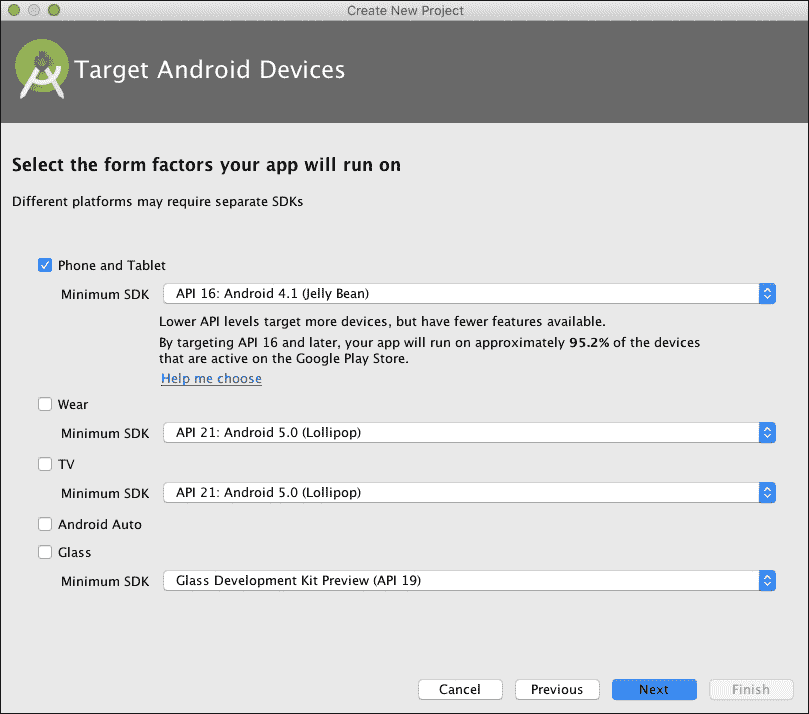 Create New Project
Target Android Devices
Select the form factors your app will run on
Different platforms may require separate SDKs
Phone and Tablet
Minimum SDK API 16: Android 4.1 (Jelly Bean)
Lower API levels target more devices, but have fewer features available.
By targeting API 16 and later, your app will run on approximately 95.2% of the devices
that are active on the Google Play Store.
Help me choose
Wear
Minimum SDK API 21: Android 5.0 (Lollipop)
TV
Minimum SDK API 21: Android 5.0 (Lollipop)
Android Auto
Glass
Minimum SDK Glass Development Kit Preview (API 19)
Cancel Previous Next Finish